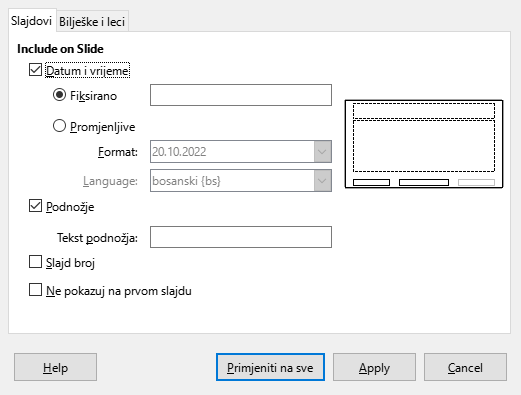 Slajdovi Bilješke i leci
Include on Slide
Datum i vrijeme
Fiksirano
Promjenljive
Format: 20.10.2022
Language: bosanski {bs}
Podnožje
Tekst podnožja:
Slajd broj
Ne pokazuj na prvom slajdu
Help Primjeniti na sve Apply Cancel